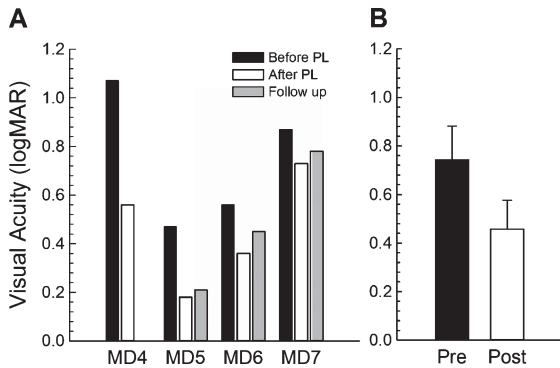 A
B
Visual Acuity (logMAR)
1.2
1.0
0.8
0.6
0.4
0.2
0.0
Before PL
After PL
Follow up
MD4 MD5 MD6 MD7
1.2
1.0
0.8
0.6
0.4
0.2
0.0
Pre Post